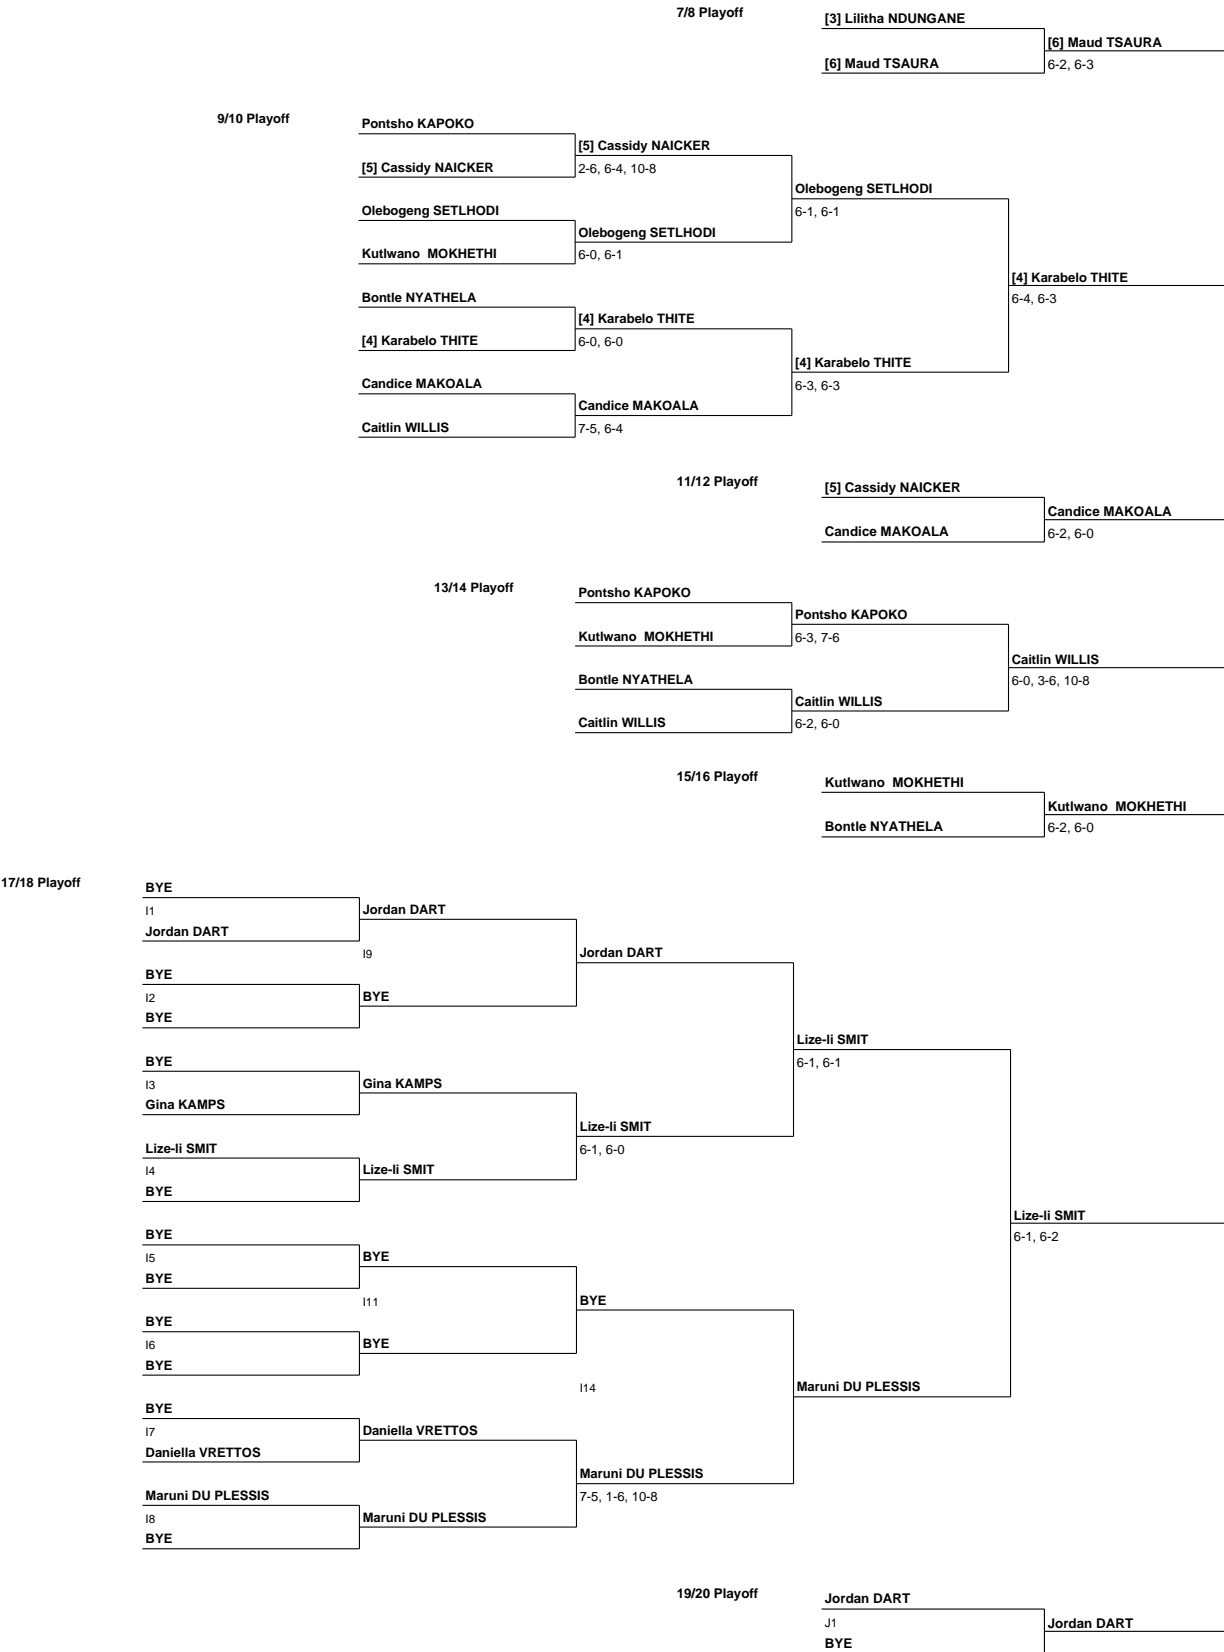 7/8 Playoff
[3] Lilitha NDUNGANE
[6] Maud TSAURA
[6] Maud TSAURA
6-2, 6-3
9/10 Playoff
Pontsho KAPOKO
[5] Cassidy NAICKER
[5] Cassidy NAICKER
2-6, 6-4, 10-8
Olebogeng SETLHODI
6-1, 6-1
Olebogeng SETLHODI
Olebogeng SETLHODI
Kutlwano MOKHETHI
6-0, 6-1
[4] Karabelo THITE
6-4, 6-3
Bontle NYATHELA
[4] Karabelo THITE
[4] Karabelo THITE
6-0, 6-0
[4] Karabelo THITE
6-3, 6-3
Candice MAKOALA
Candice MAKOALA
Caitlin WILLIS
7-5, 6-4
11/12 Playoff
[5] Cassidy NAICKER
Candice MAKOALA
Candice MAKOALA
6-2, 6-0
13/14 Playoff
Pontsho KAPOKO
Pontsho KAPOKO
Kutlwano MOKHETHI
6-3, 7-6
Caitlin WILLIS
6-0, 3-6, 10-8
Bontle NYATHELA
Caitlin WILLIS
Caitlin WILLIS
6-2, 6-0
15/16 Playoff
Kutlwano MOKHETHI
Kutlwano MOKHETHI
Bontle NYATHELA
6-2, 6-0
17/18 Playoff
BYE
I1
Jordan DART
Jordan DART
I9
Jordan DART
BYE
I2
BYE
BYE
Lize-li SMIT
6-1, 6-1
BYE
I3
Gina KAMPS
Gina KAMPS
Lize-li SMIT
6-1, 6-0
Lize-li SMIT
I4
Lize-li SMIT
BYE
Lize-li SMIT
6-1, 6-2
BYE
I5
BYE
BYE
I11
BYE
BYE
I6
BYE
BYE
I14
Maruni DU PLESSIS
BYE
I7
Daniella VRETTOS
Daniella VRETTOS
Maruni DU PLESSIS
7-5, 1-6, 10-8
Maruni DU PLESSIS
I8
Maruni DU PLESSIS
BYE
19/20 Playoff
Jordan DART
J1
Jordan DART
BYE